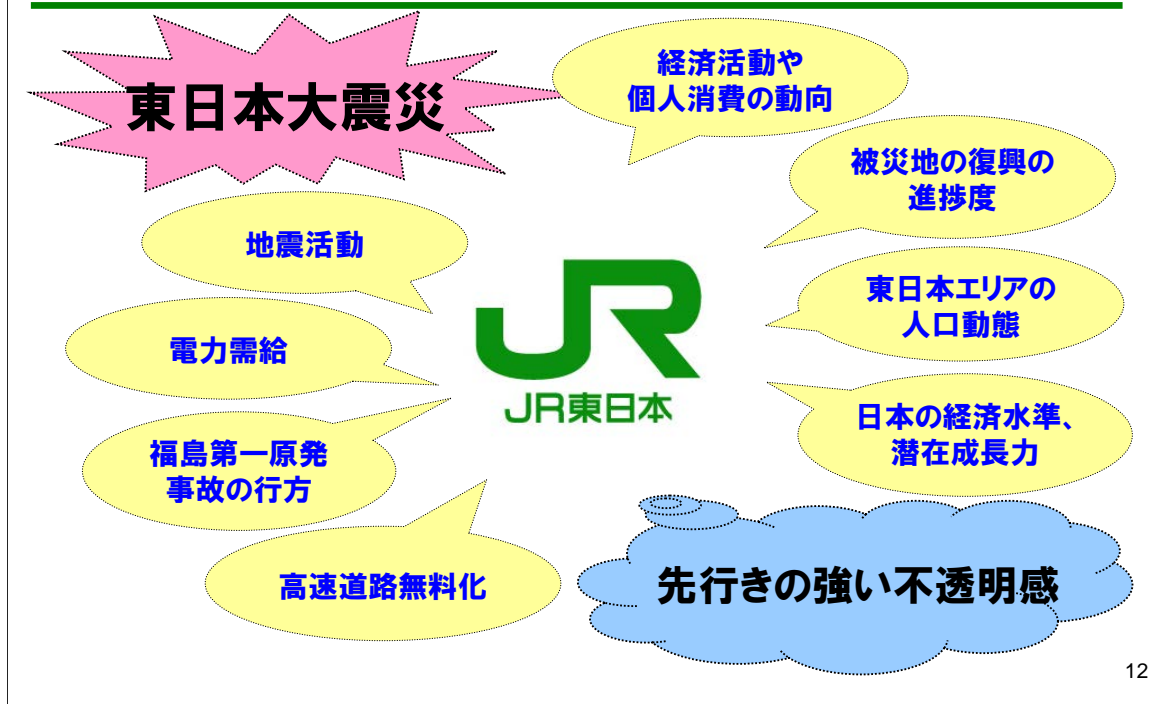 東日本大震災
経済活動や
個人消費の動向
被災地の復興の
進捗度
地震活動
東日本エリアの
人口動態
電力需給
JR
JR東日本
日本の経済水準、
潜在成長力
福島第一原発
事故の行方
高速道路無料化
先行きの強い不透明感
12